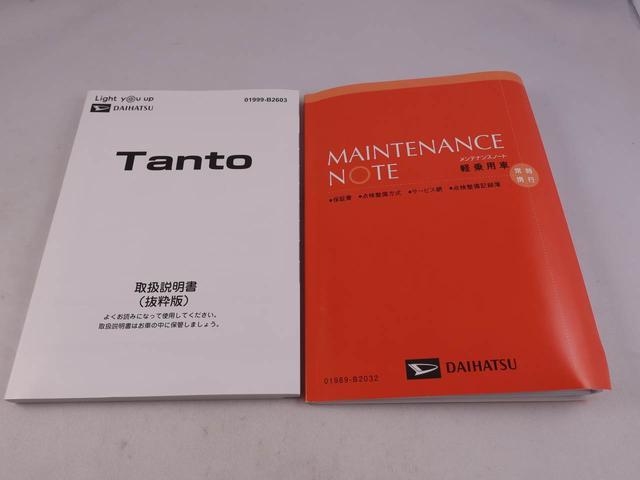 Light you up
DAIHATSU
01999-B2603
Tanto
取扱説明書
（抜粋版）
よくお読みになって使用してください。
取扱説明書はお車の中に保管しましょう。
MAINTENANCE
NOTE
メンテナンスノート
軽乗用車
常時
携行
●保証書 ●点検整備方式 ●サービス網 ●点検整備記録簿
01989-B2032
DAIHATSU